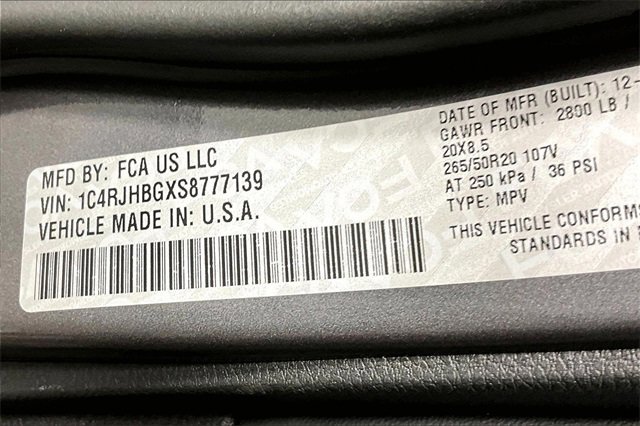 MFD BY: FCA US LLC
VIN: 1C4RJHBGXS8777139
VEHICLE MADE IN: U.S.A.
DATE OF MFR (BUILT): 12-
GAWR FRONT: 2800 LB /
20X8.5
265/50R20 107V
AT 250 kPa / 36 PSI
TYPE: MPV
THIS VEHICLE CONFORMS
STANDARDS IN